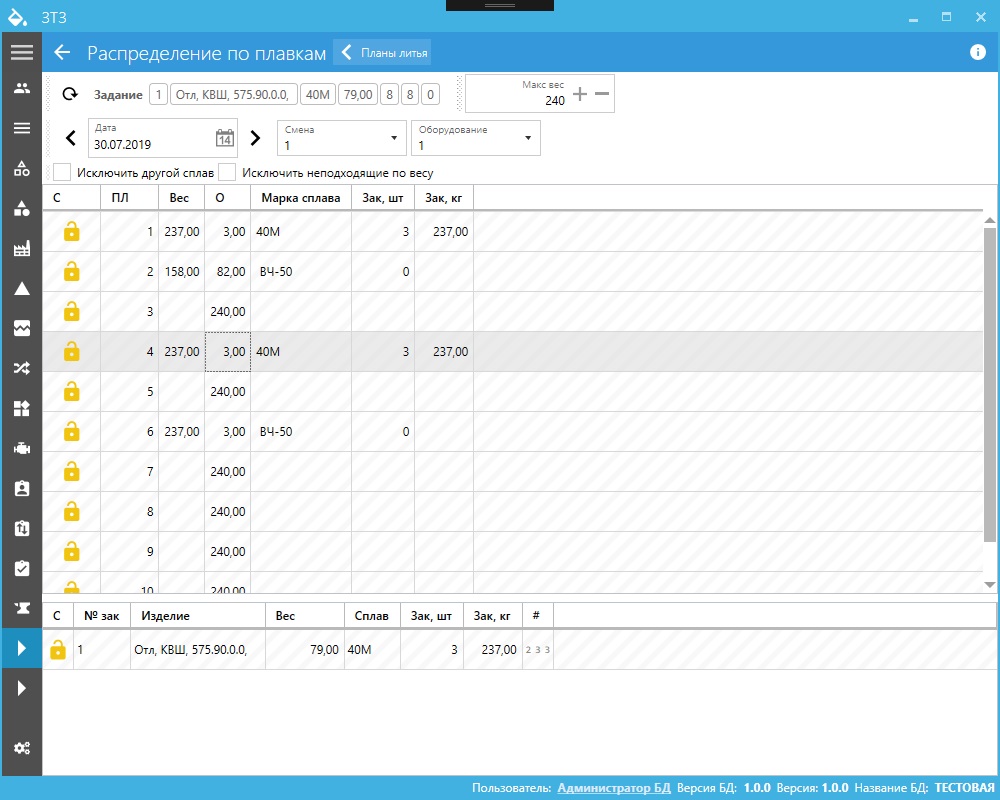 ЗТЗ
Распределение по плавкам Планы литья
Задание 1 Отл, КВШ, 575.90.0.0, 40М 79,00 8 8 0 Макс вес 240
Дата 30.07.2019 14 Смена 1 Оборудование 1
Исключить другой сплав Исключить неподходящие по весу
С ПЛ Вес О Марка сплава Зак, шт Зак, кг
1 237,00 3,00 40М 3 237,00
2 158,00 82,00 ВЧ-50 0
3 240,00
4 237,00 3,00 40М 3 237,00
5 240,00
6 237,00 3,00 ВЧ-50 0
7 240,00
8 240,00
9 240,00
10 240,00
С № зак Изделие Вес Сплав Зак, шт Зак, кг #
1 Отл, КВШ, 575.90.0.0, 79,00 40М 3 237,00 2 3 3
Пользователь: Администратор БД Версия БД: 1.0.0 Версия: 1.0.0 Название БД: ТЕСТОВАЯ